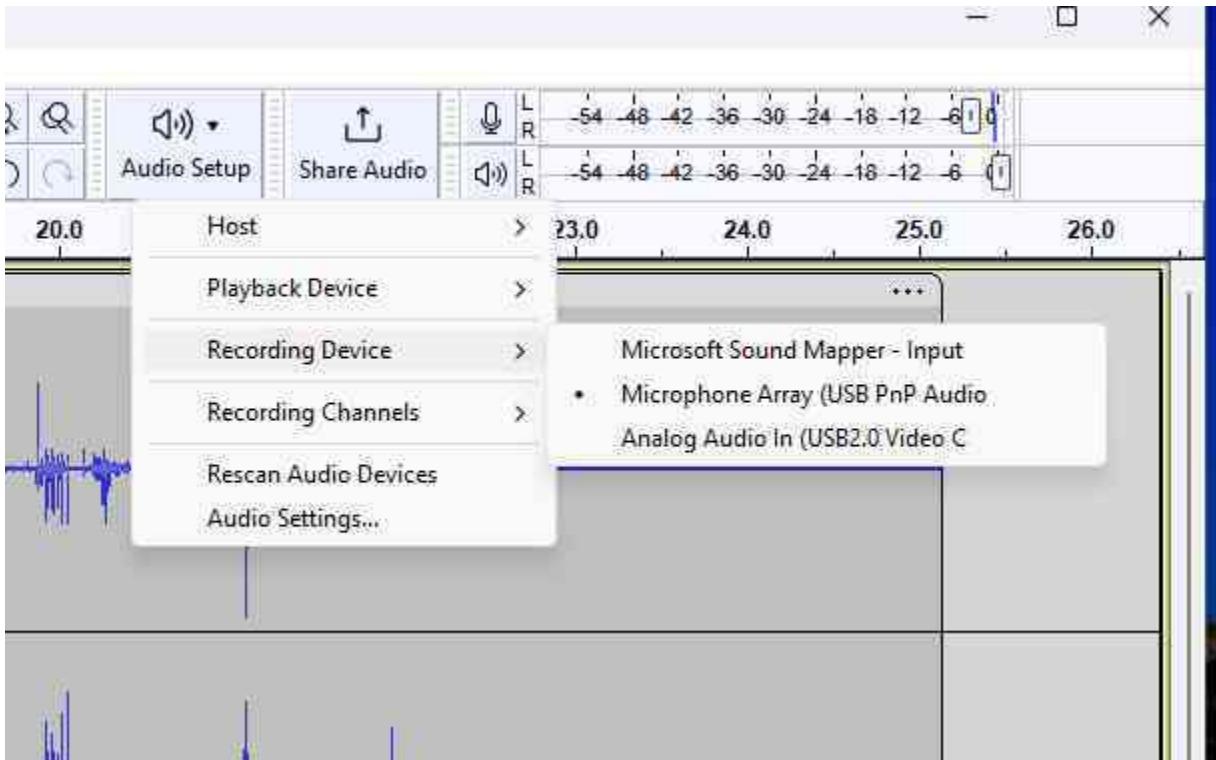 L
R
-54 -48 -42 -36 -30 -24 -18 -12 -6 0
Audio Setup
Share Audio
L
R
-54 -48 -42 -36 -30 -24 -18 -12 -6
20.0 23.0 24.0 25.0 26.0
Host
Playback Device
Recording Device
Recording Channels
Rescan Audio Devices
Audio Settings...
Microsoft Sound Mapper - Input
Microphone Array (USB PnP Audio
Analog Audio In (USB2.0 Video C